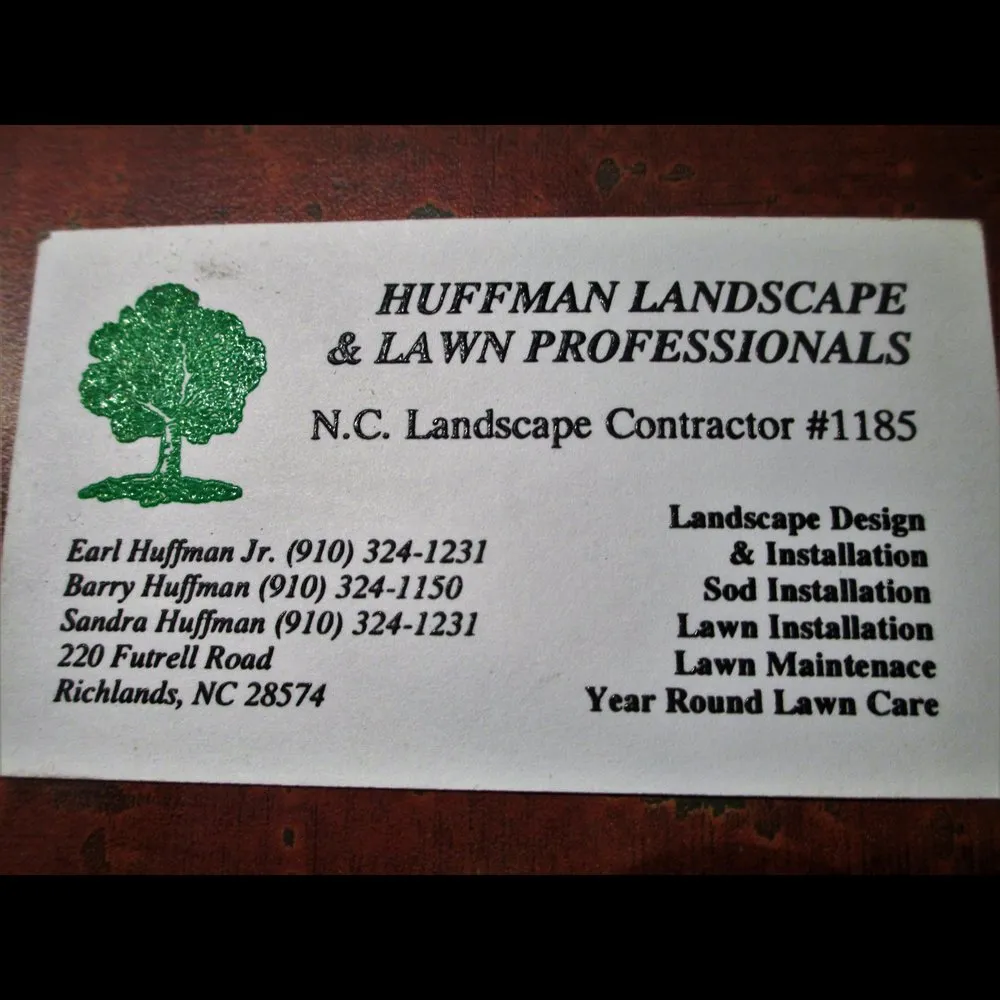 HUFFMAN LANDSCAPE
& LAWN PROFESSIONALS
N.C. Landscape Contractor #1185
Earl Huffman Jr. (910) 324-1231
Barry Huffman (910) 324-1150
Sandra Huffman (910) 324-1231
220 Futrell Road
Richlands, NC 28574
Landscape Design
& Installation
Sod Installation
Lawn Installation
Lawn Maintenace
Year Round Lawn Care